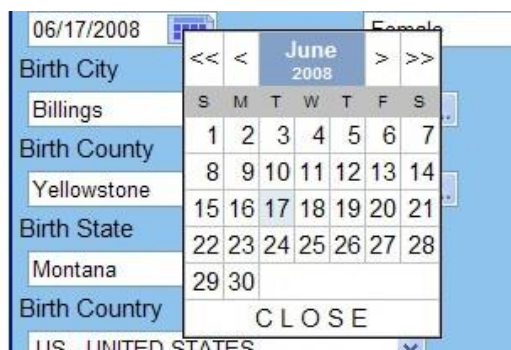 06/17/2008
Female
<< < June > >>
2008
Birth City
S M T W T F S
Billings
1 2 3 4 5 6 7
Birth County
8 9 10 11 12 13 14
Yellowstone
15 16 17 18 19 20 21
Birth State
22 23 24 25 26 27 28
Montana
29 30
Birth Country
CLOSE
US - UNITED STATES